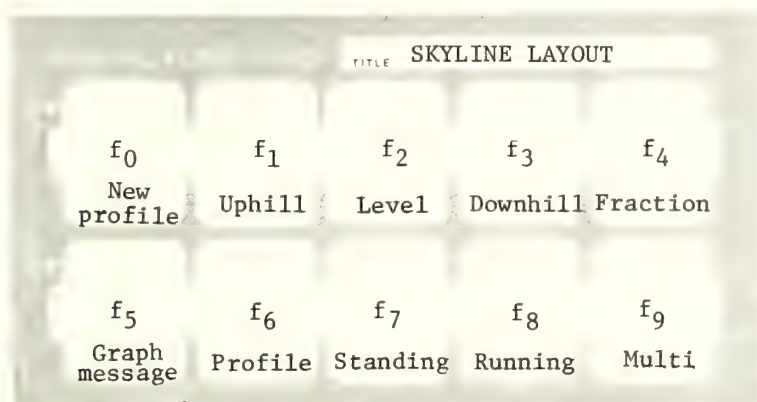 TITLE SKYLINE LAYOUT
f0 f1 f2 f3 f4
New profile Uphill Level Downhill Fraction
f5 f6 f7 f8 f9
Graph message Profile Standing Running Multi